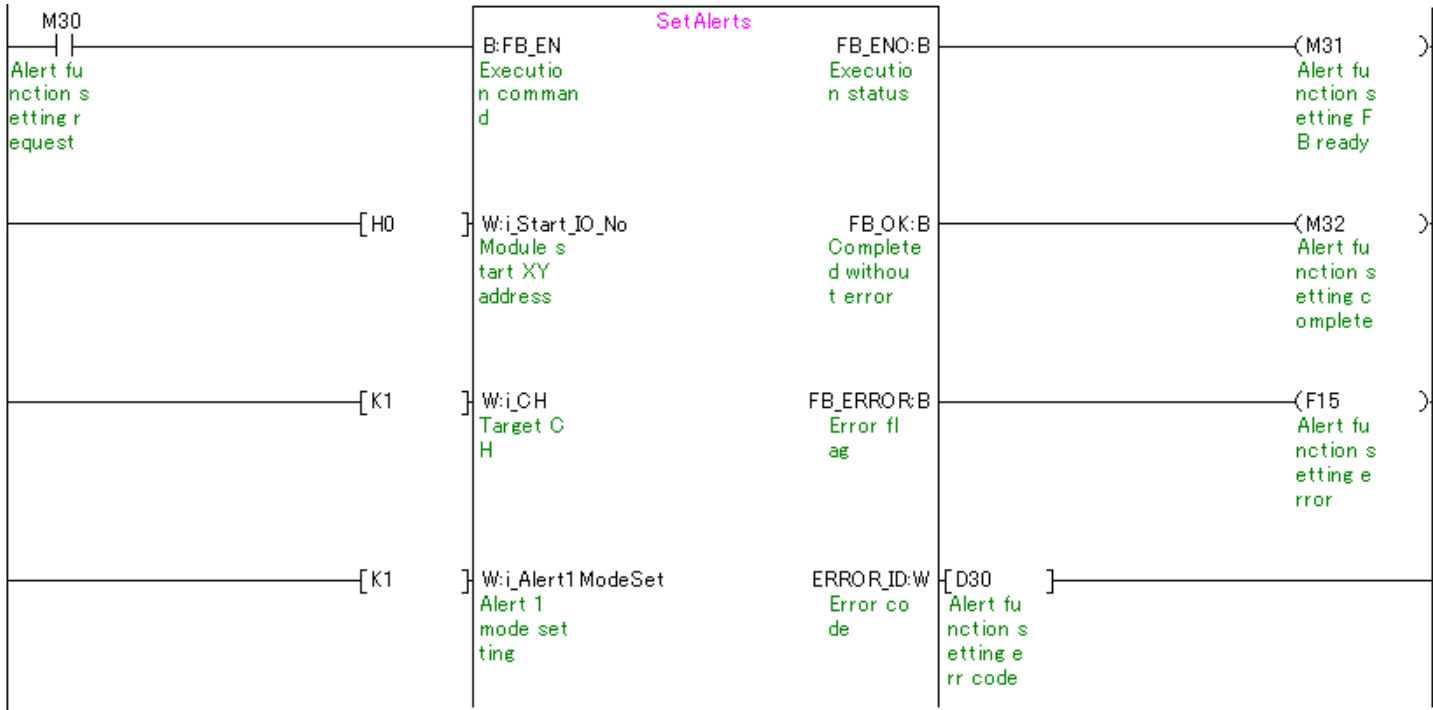 M30
SetAlerts
B:FB_EN
FB_ENO:B
(M31 )
Alert fu
nction s
etting r
equest
Executio
n comman
d
Executio
n status
Alert fu
nction s
etting F
B ready
[H0 ]
W:i_Start_IO_No
FB_OK:B
(M32 )
Module s
tart XY
address
Complete
d withou
t error
Alert fu
nction s
etting c
omplete
[K1 ]
W:i_CH
FB_ERROR:B
(F15 )
Target C
H
Error fl
ag
Alert fu
nction s
etting e
rror
[K1 ]
W:i_Alert1ModeSet
ERROR_ID:W
[D30 ]
Alert 1
mode set
ting
Error co
de
Alert fu
nction s
etting e
rr code